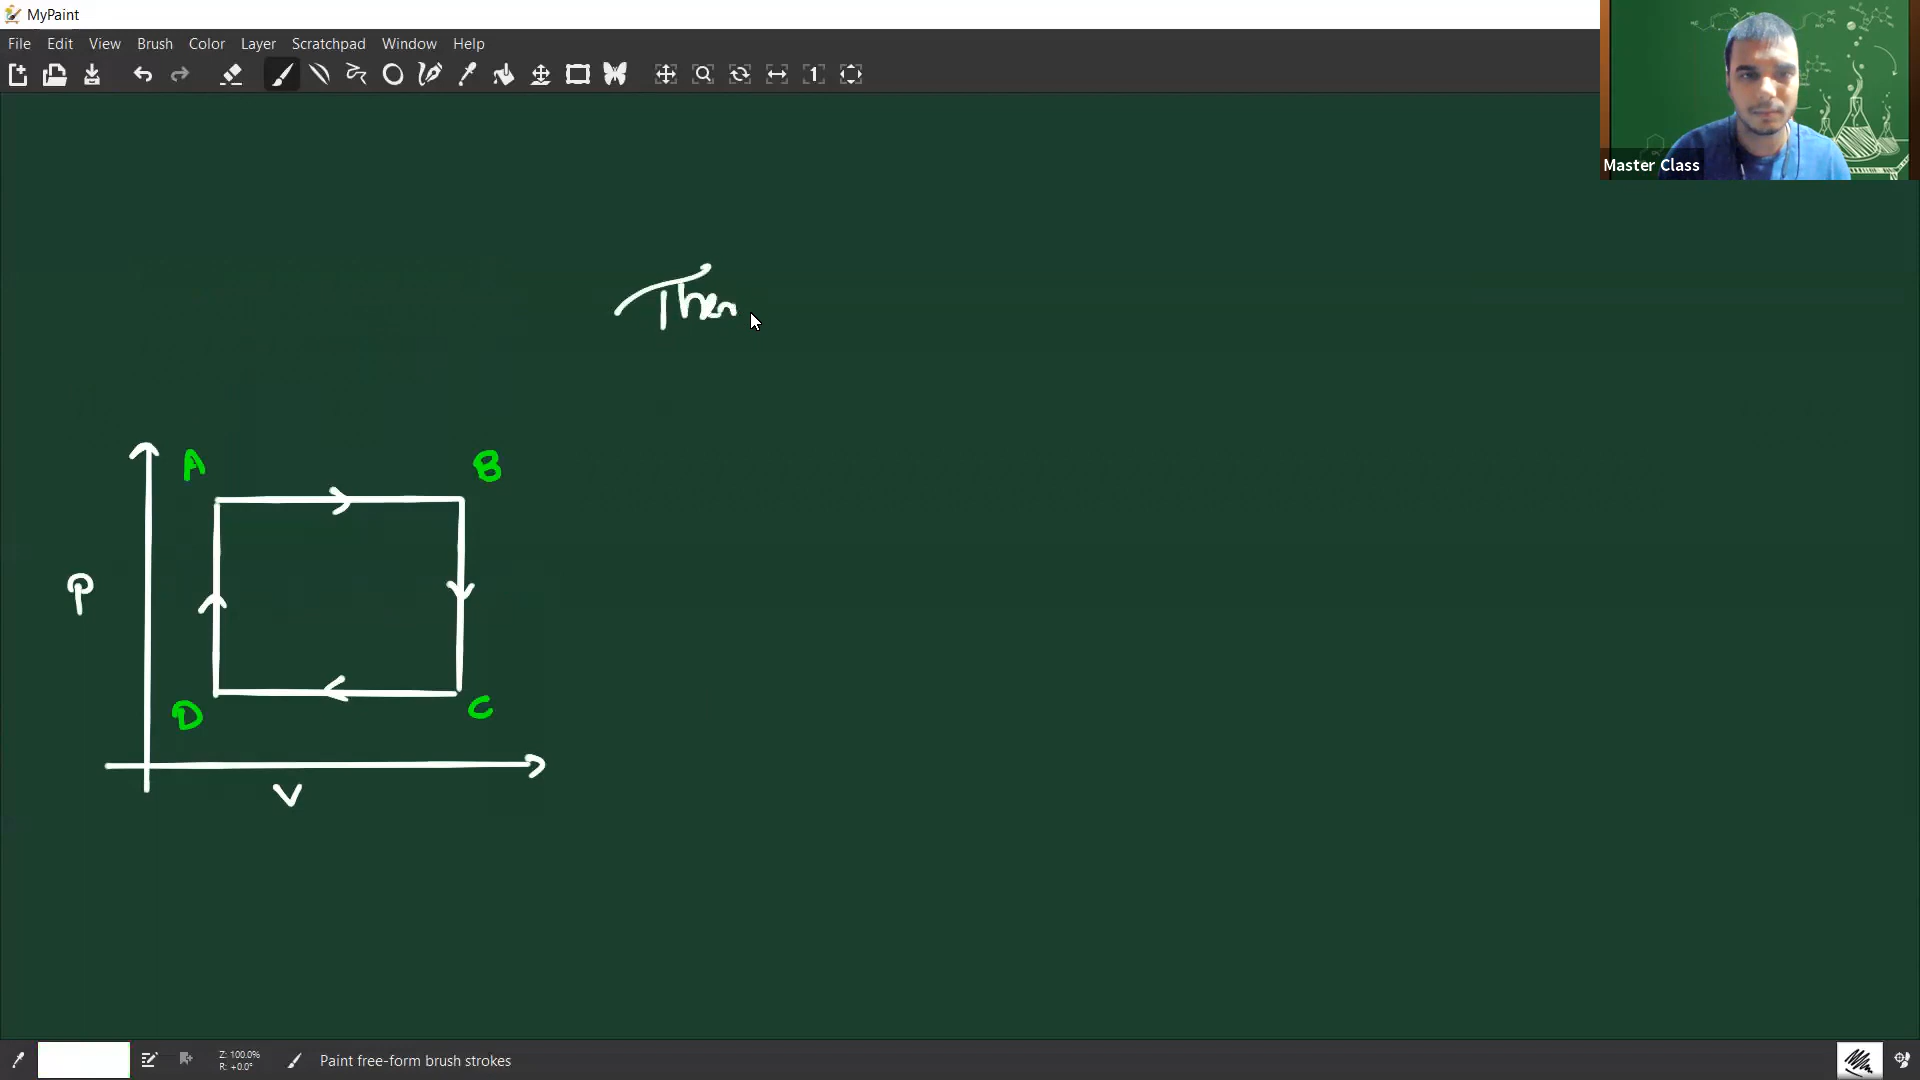 MyPaint
File Edit View Brush Color Layer Scratchpad Window Help
1
Master Class
Then
A B
P
D C
V
Z: 100.0%
R: +0.0°
Paint free-form brush strokes